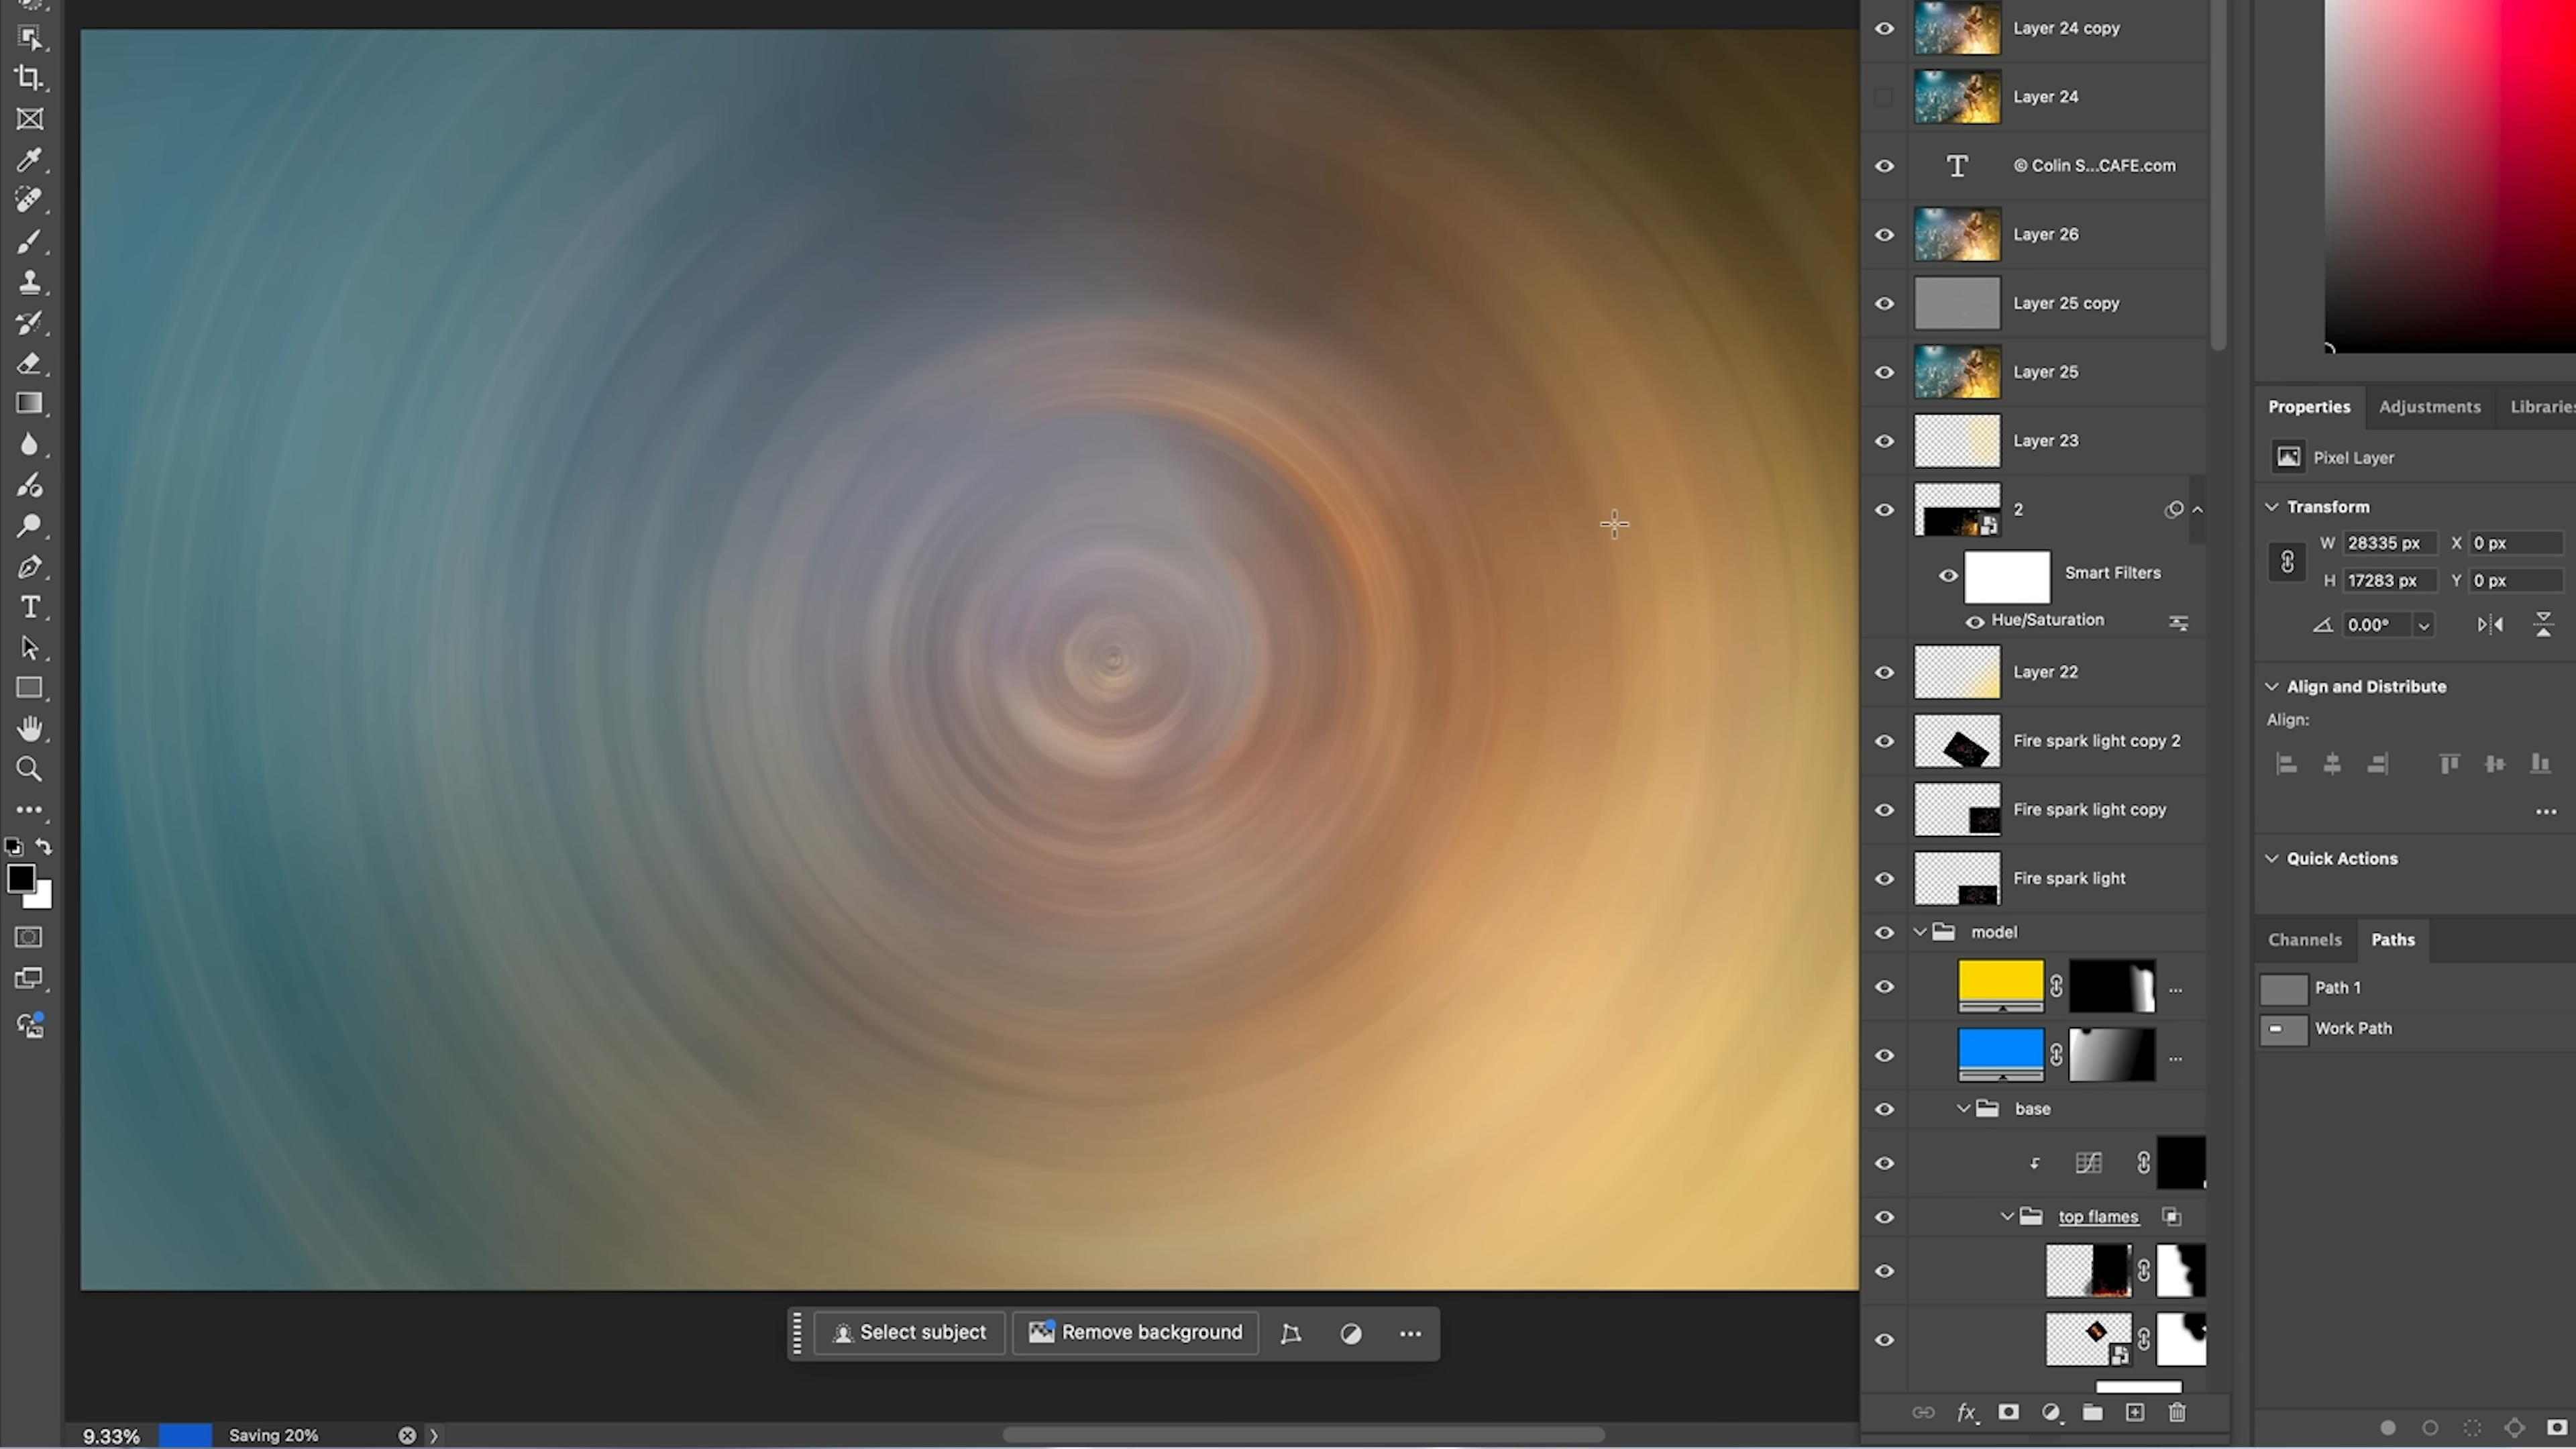 Layer 24 copy
Layer 24
T © Colin S...CAFE.com
Layer 26
Layer 25 copy
Layer 25
Layer 23
2
Smart Filters
Hue/Saturation
Layer 22
Fire spark light copy 2
Fire spark light copy
Fire spark light
model
...
...
base
top flames
fx
Properties Adjustments Libraries
Pixel Layer
Transform
W 28335 px X 0 px
H 17283 px Y 0 px
0.00°
Align and Distribute
Align:
Quick Actions
Channels Paths
Path 1
Work Path
Select subject Remove background
9.33% Saving 20%